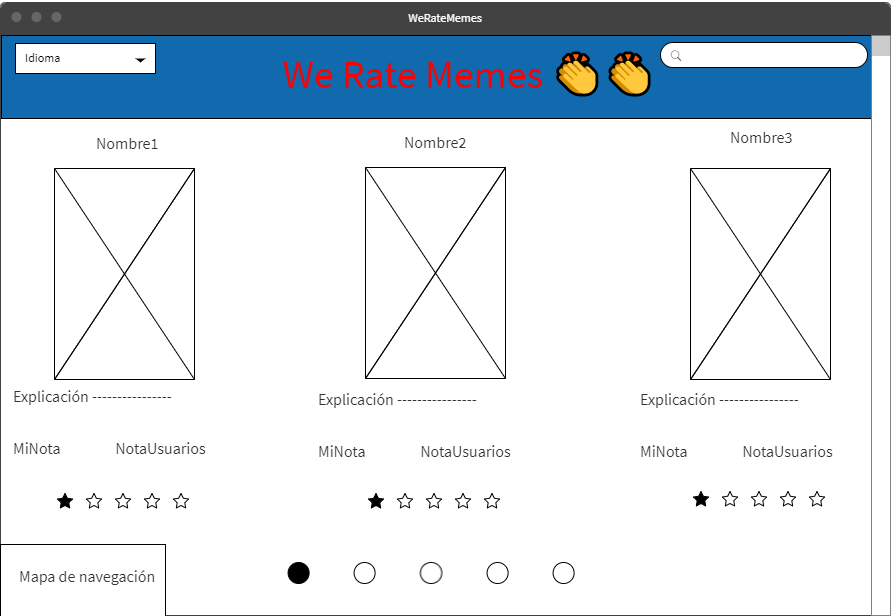 WeRateMemes
Idioma
We Rate Memes 👏👏
Nombre1
Nombre2
Nombre3
Explicación ----------------
Explicación ----------------
Explicación ----------------
MiNota NotaUsuarios
MiNota NotaUsuarios
MiNota NotaUsuarios
Mapa de navegación